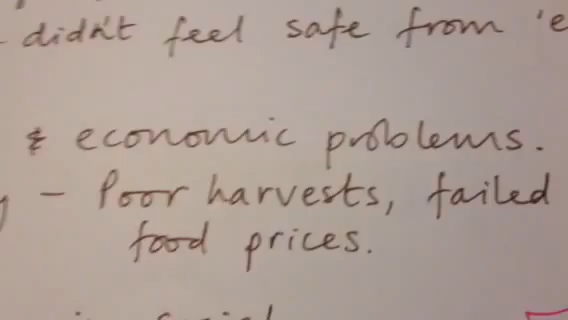 - didn't feel safe from 'e
& economic problems.
y - Poor harvests, failed
food prices.